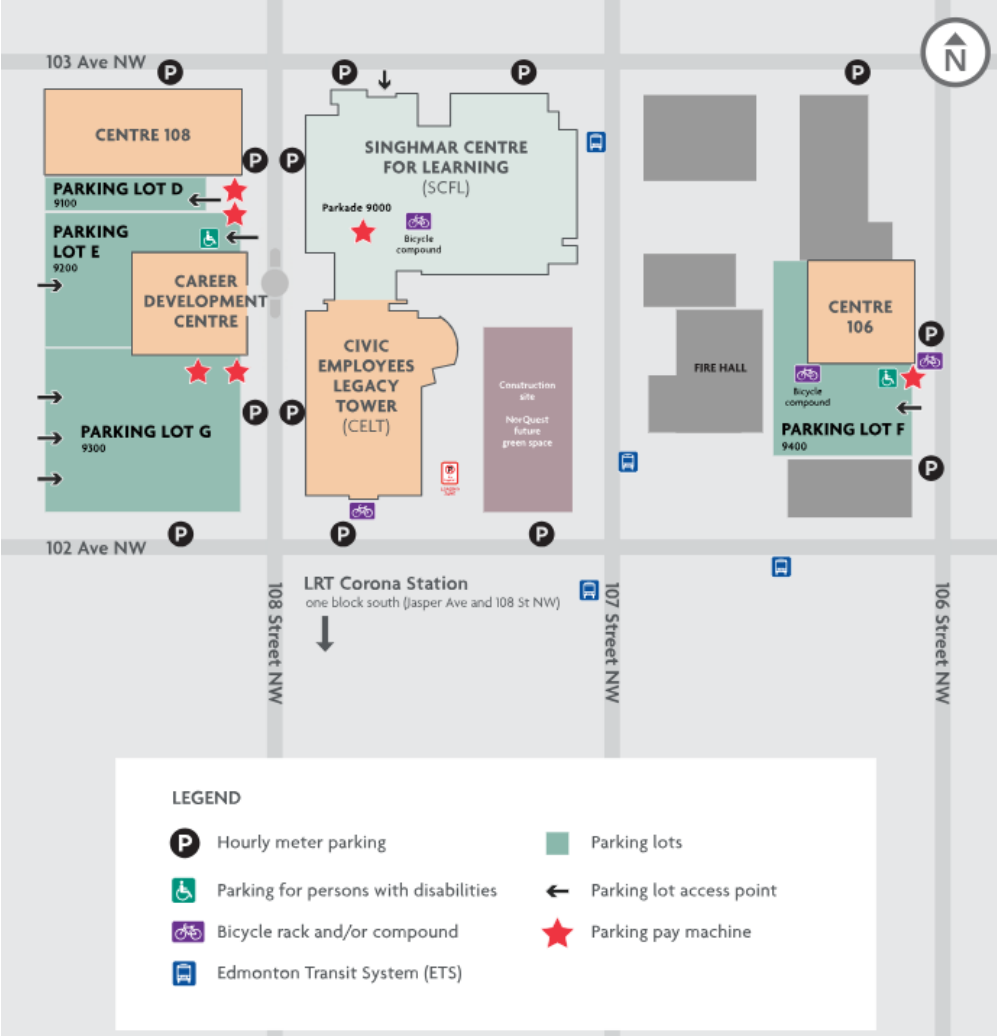 N
103 Ave NW
P
P
P
P
CENTRE 108
P
P
SINGHMAR CENTRE
FOR LEARNING
(SCFL)
PARKING LOT D
9100
Parkade 9000
Bicycle
compound
PARKING
LOT E
9200
CAREER
DEVELOPMENT
CENTRE
CENTRE
106
P
CIVIC
EMPLOYEES
LEGACY
TOWER
(CELT)
FIRE HALL
Construction
site
NorQuest
future
green space
Bicycle
compound
P
P
PARKING LOT G
9300
PARKING LOT F
9400
P
P
P
P
102 Ave NW
LRT Corona Station
one block south (Jasper Ave and 108 St NW)
108 Street NW
107 Street NW
106 Street NW
LEGEND
P Hourly meter parking
Parking lots
Parking for persons with disabilities
Parking lot access point
Bicycle rack and/or compound
Parking pay machine
Edmonton Transit System (ETS)